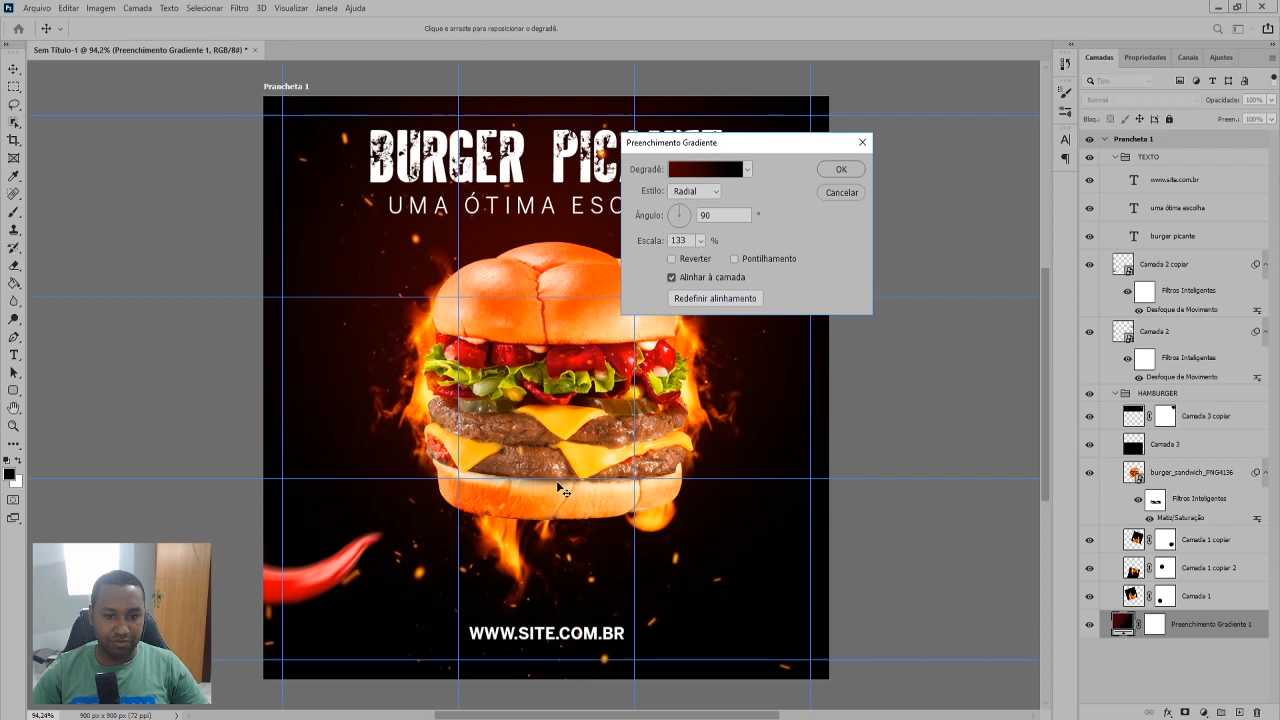 Ps Arquivo Editar Imagem Camada Texto Selecionar Filtro 3D Visualizar Janela Ajuda
Clique e arraste para reposicionar o degradê.
Sem Título-1 @ 94,2% (Preenchimento Gradiente 1, RGB/8#) * ×
Prancheta 1
BURGER PIC
UMA ÓTIMA ESC
WWW.SITE.COM.BR
Preenchimento Gradiente
Degradê:
OK
Estilo: Radial
Cancelar
Ângulo: 90 °
Escala: 133 %
Reverter Pontilhamento
Alinhar à camada
Redefinir alinhamento
Camadas Propriedades Canais Ajustes
Tipo
Normal Opacidade: 100%
Bloq.: Preen.: 100%
Prancheta 1
TEXTO
T www.site.com.br
T uma ótima escolha
T burger picante
Camada 2 copiar
Filtros Inteligentes
Desfoque de Movimento
Camada 2
Filtros Inteligentes
Desfoque de Movimento
HAMBURGER
Camada 3 copiar
Camada 3
burger_sandwich_PNG4136
Filtros Inteligentes
Matiz/Saturação
Camada 1 copiar
Camada 1 copiar 2
Camada 1
Preenchimento Gradiente 1
94,24% 900 px x 900 px (72 ppi)